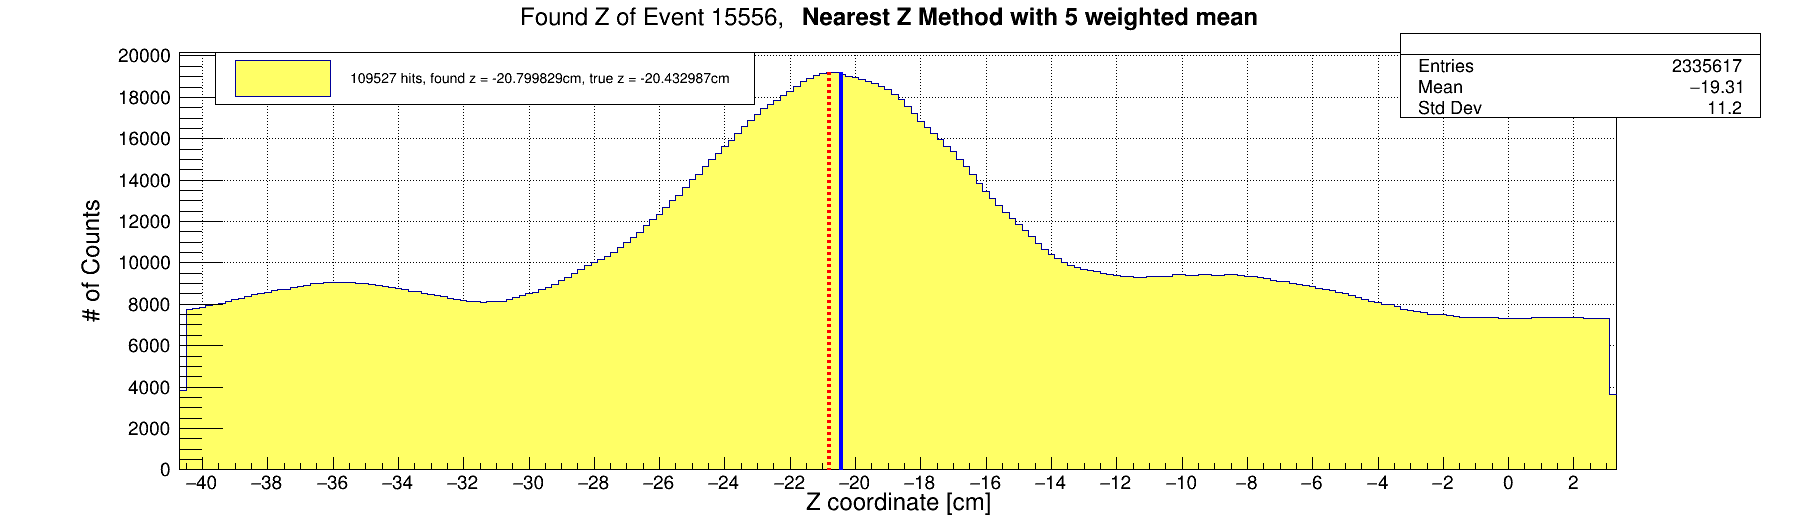 Found Z of Event 15556, Nearest Z Method with 5 weighted mean
109527 hits, found z = -20.799829cm, true z = -20.432987cm
Entries 2335617
Mean −19.31
Std Dev 11.2
# of Counts
20000
18000
16000
14000
12000
10000
8000
6000
4000
2000
0
−40 −38 −36 −34 −32 −30 −28 −26 −24 −22 −20 −18 −16 −14 −12 −10 −8 −6 −4 −2 0 2
Z coordinate [cm]